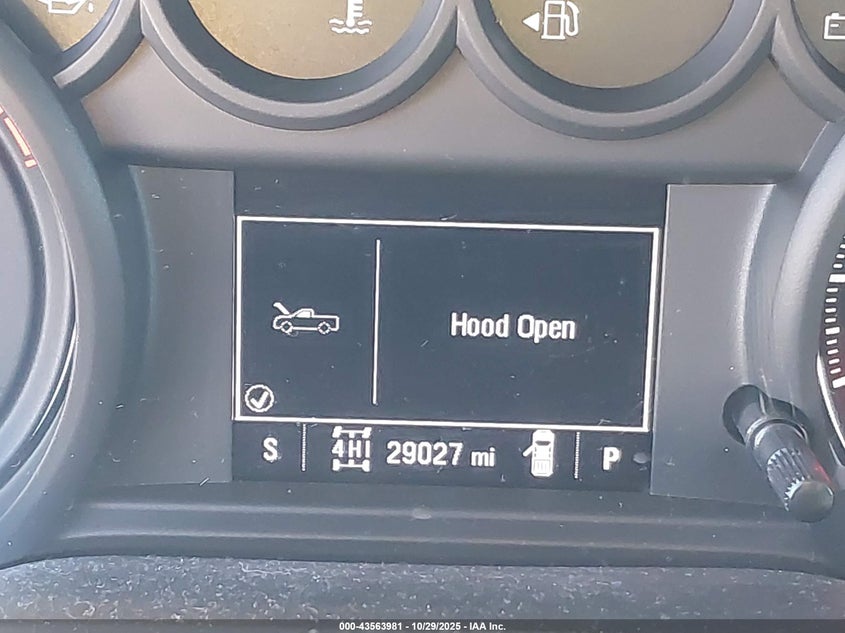 Hood Open
S 4HI 29027 mi P
000-43563981 - 10/29/2025 - IAA Inc.